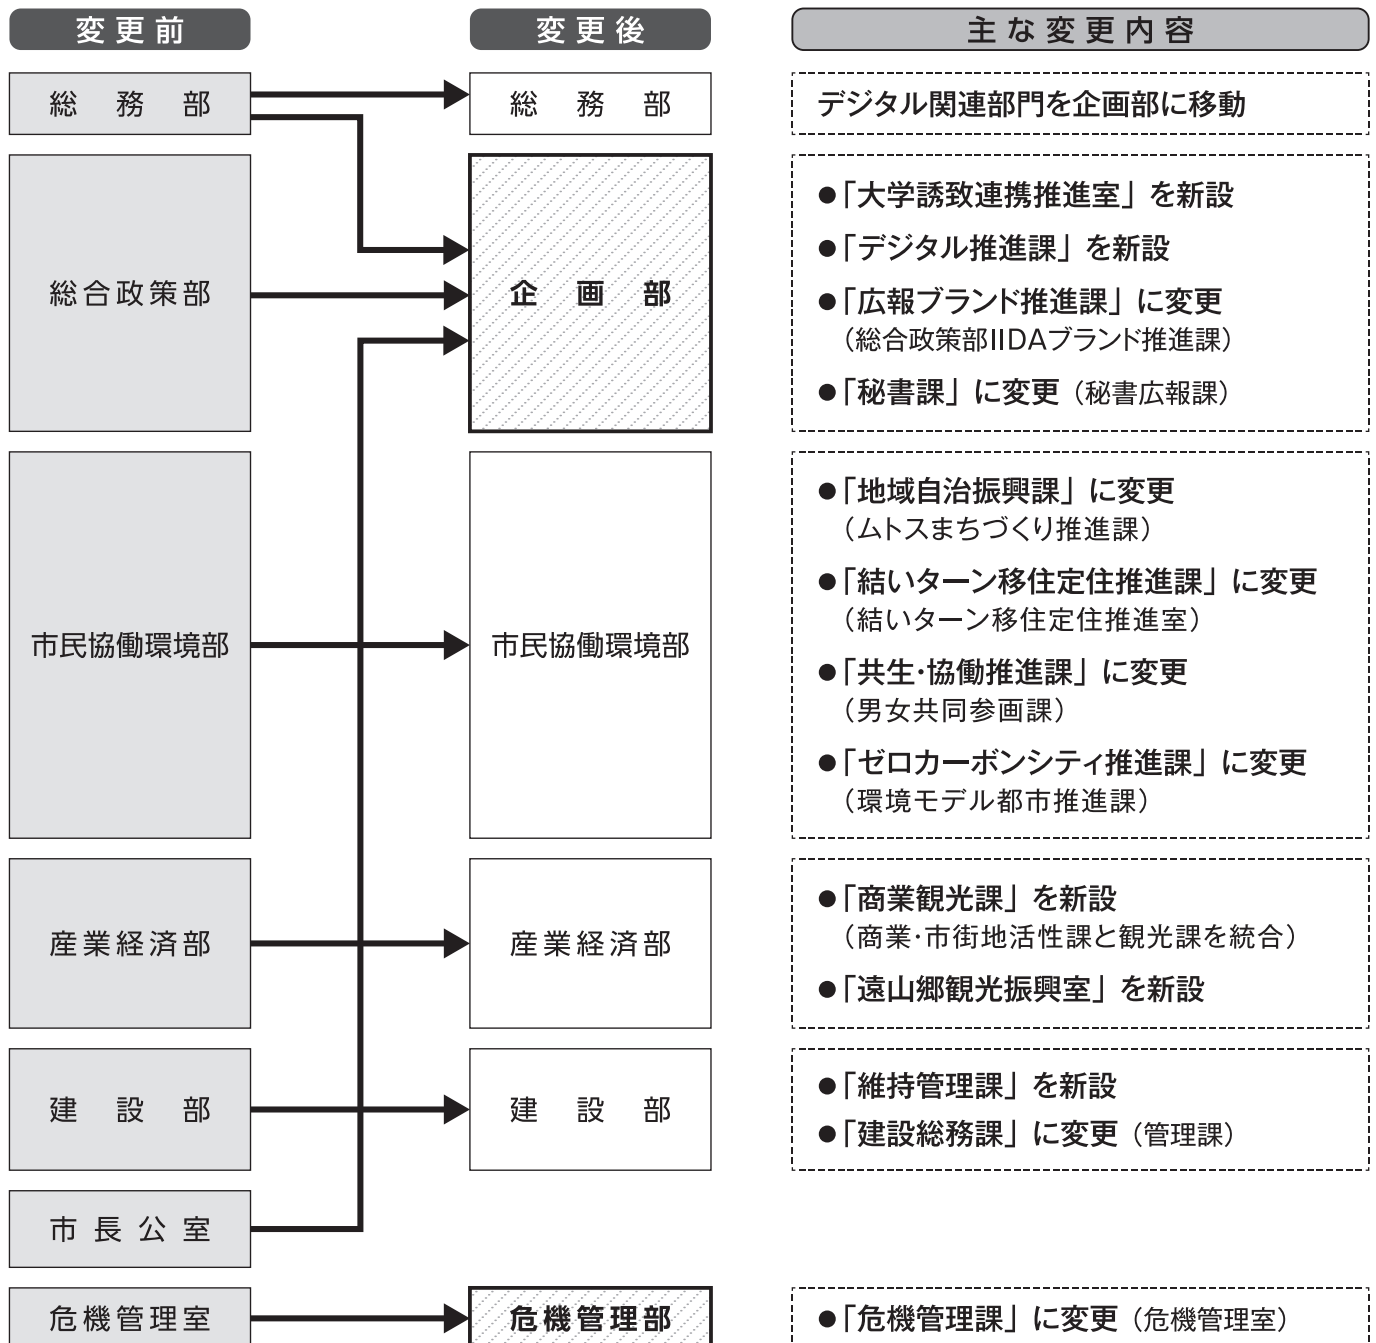 変更前
変更後
主な変更内容
総務部
総務部
デジタル関連部門を企画部に移動
総合政策部
企画部
●「大学誘致連携推進室」を新設
●「デジタル推進課」を新設
●「広報ブランド推進課」に変更
（総合政策部IIDAブランド推進課）
●「秘書課」に変更（秘書広報課）
市民協働環境部
市民協働環境部
●「地域自治振興課」に変更
（ムトスまちづくり推進課）
●「結いターン移住定住推進課」に変更
（結いターン移住定住推進室）
●「共生・協働推進課」に変更
（男女共同参画課）
●「ゼロカーボンシティ推進課」に変更
（環境モデル都市推進課）
産業経済部
産業経済部
●「商業観光課」を新設
（商業・市街地活性課と観光課を統合）
●「遠山郷観光振興室」を新設
建設部
建設部
●「維持管理課」を新設
●「建設総務課」に変更（管理課）
市長公室
危機管理室
危機管理部
●「危機管理課」に変更（危機管理室）